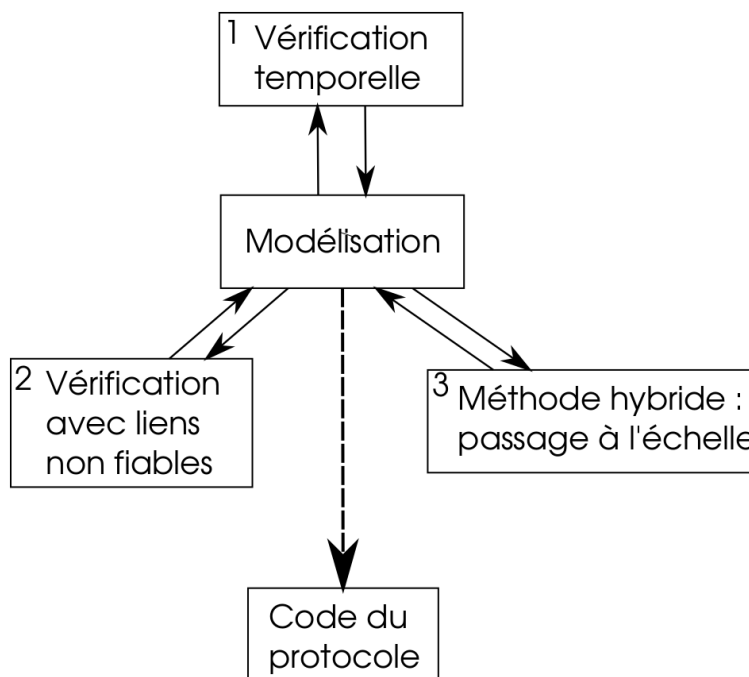 1 Vérification
temporelle
Modélisation
2 Vérification
avec liens
non fiables
3 Méthode hybride :
passage à l'échelle
Code du
protocole